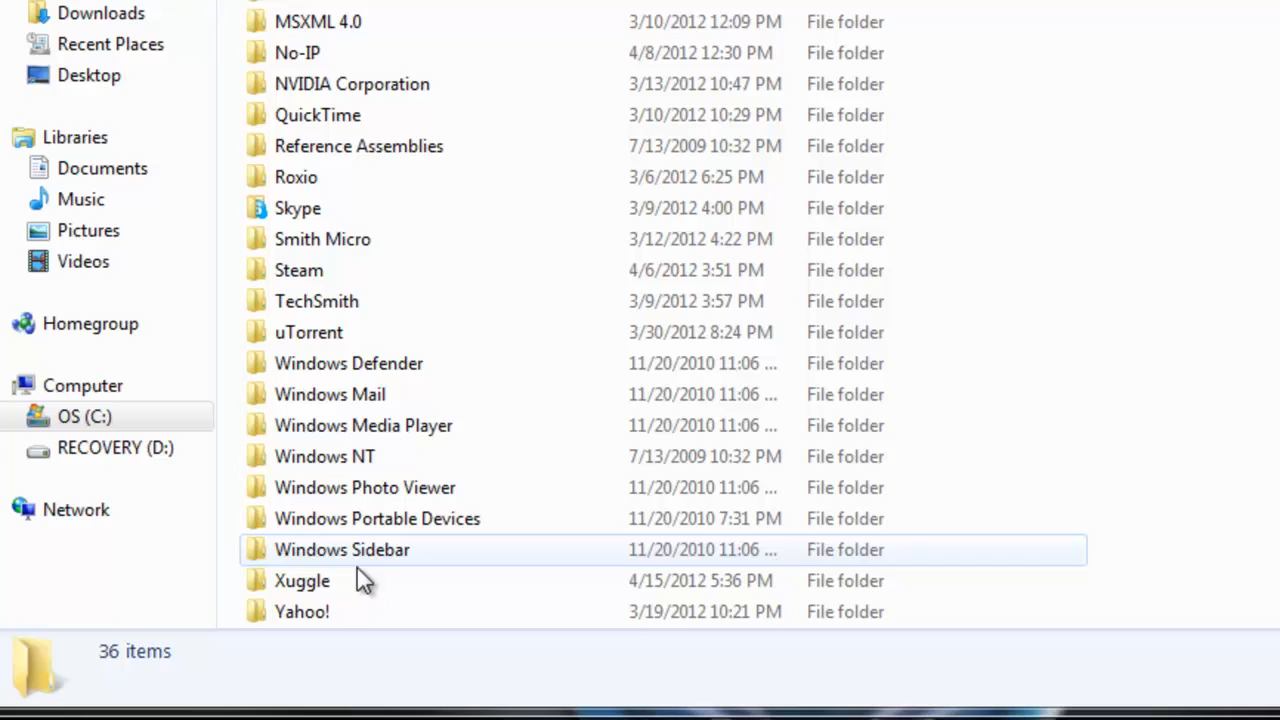 Downloads
Recent Places
Desktop
Libraries
Documents
Music
Pictures
Videos
Homegroup
Computer
OS (C:)
RECOVERY (D:)
Network
MSXML 4.0 3/10/2012 12:09 PM File folder
No-IP 4/8/2012 12:30 PM File folder
NVIDIA Corporation 3/13/2012 10:47 PM File folder
QuickTime 3/10/2012 10:29 PM File folder
Reference Assemblies 7/13/2009 10:32 PM File folder
Roxio 3/6/2012 6:25 PM File folder
Skype 3/9/2012 4:00 PM File folder
Smith Micro 3/12/2012 4:22 PM File folder
Steam 4/6/2012 3:51 PM File folder
TechSmith 3/9/2012 3:57 PM File folder
uTorrent 3/30/2012 8:24 PM File folder
Windows Defender 11/20/2010 11:06 ... File folder
Windows Mail 11/20/2010 11:06 ... File folder
Windows Media Player 11/20/2010 11:06 ... File folder
Windows NT 7/13/2009 10:32 PM File folder
Windows Photo Viewer 11/20/2010 11:06 ... File folder
Windows Portable Devices 11/20/2010 7:31 PM File folder
Windows Sidebar 11/20/2010 11:06 ... File folder
Xuggle 4/15/2012 5:36 PM File folder
Yahoo! 3/19/2012 10:21 PM File folder
36 items